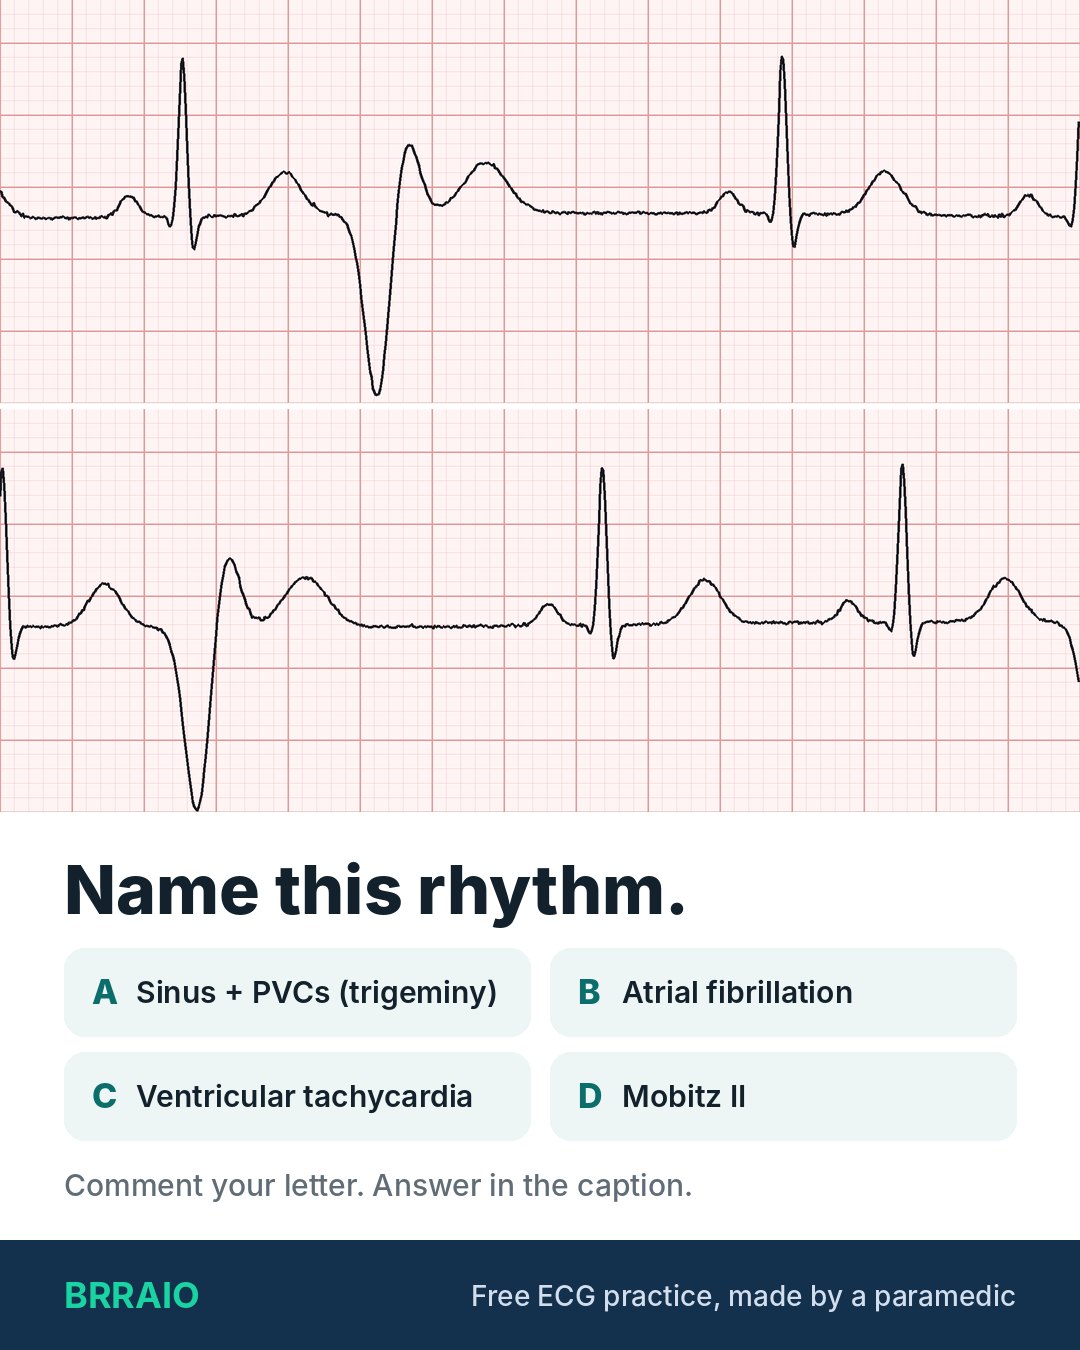 Name this rhythm.
A Sinus + PVCs (trigeminy)
B Atrial fibrillation
C Ventricular tachycardia
D Mobitz II
Comment your letter. Answer in the caption.
BRRAIO
Free ECG practice, made by a paramedic